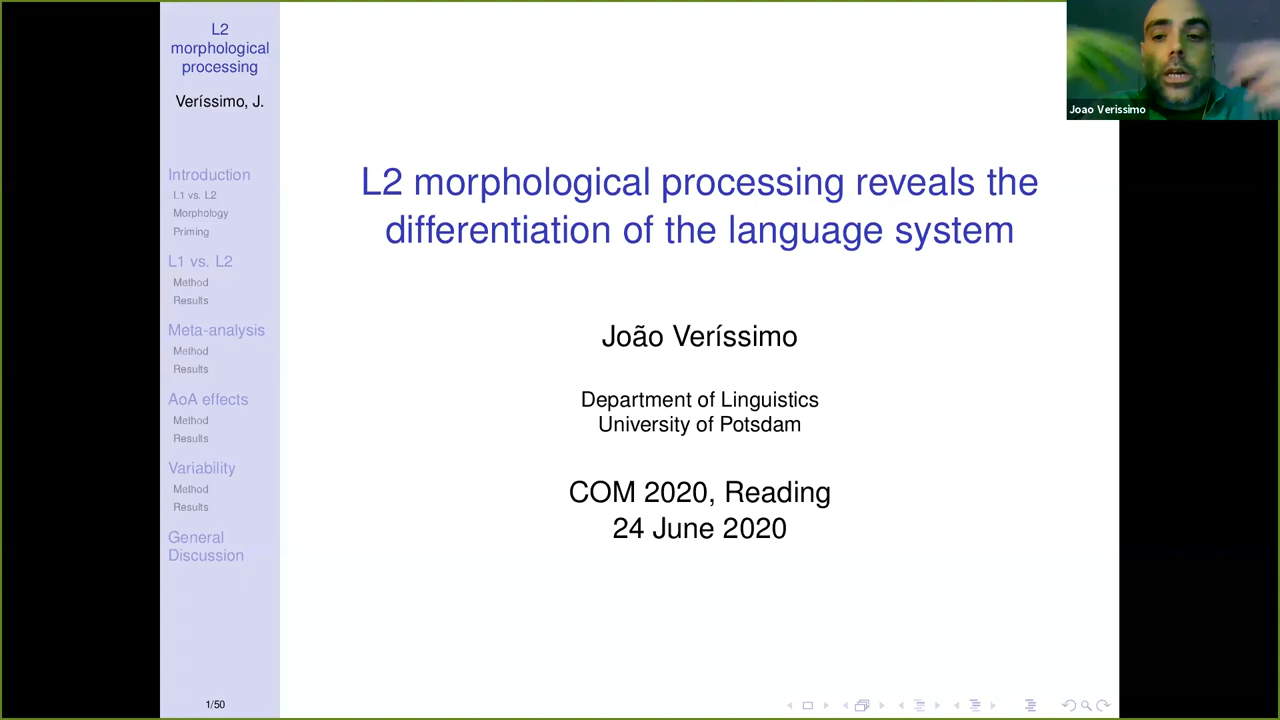 L2
morphological
processing
Veríssimo, J.
Introduction
L1 vs. L2
Morphology
Priming
L1 vs. L2
Method
Results
Meta-analysis
Method
Results
AoA effects
Method
Results
Variability
Method
Results
General
Discussion
1/50
L2 morphological processing reveals the
differentiation of the language system
João Veríssimo
Department of Linguistics
University of Potsdam
COM 2020, Reading
24 June 2020
Joao Verissimo